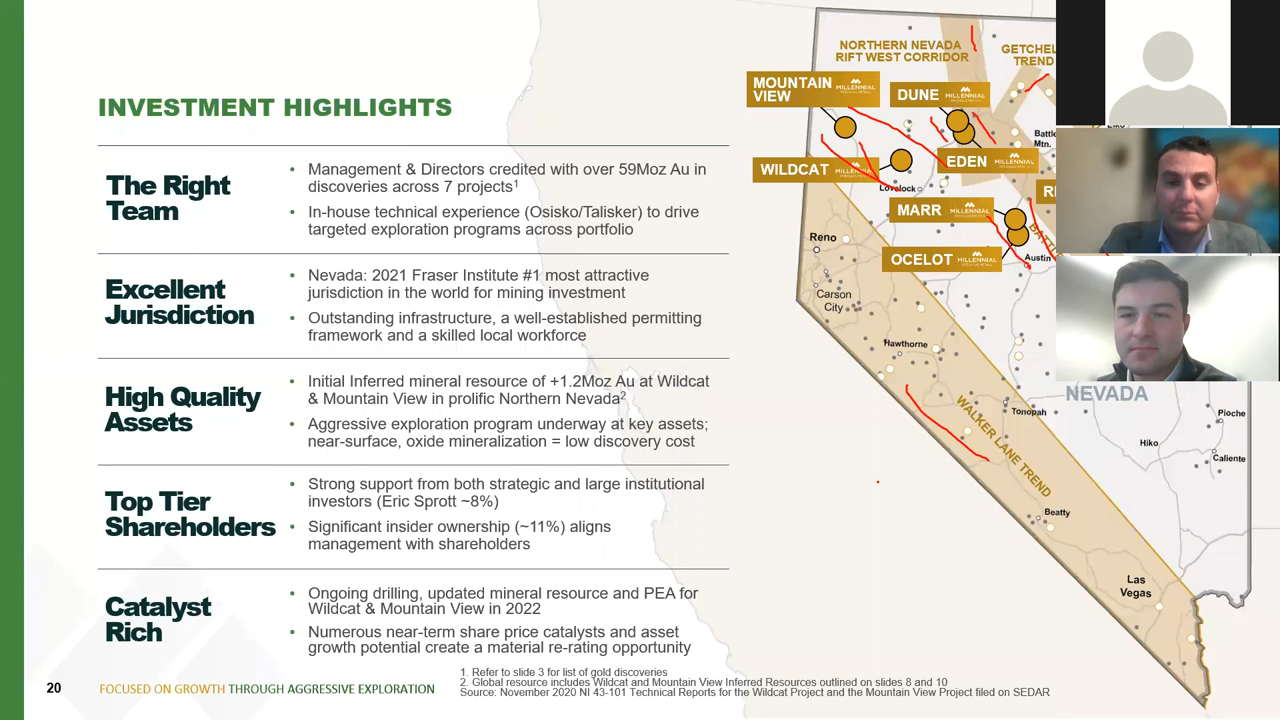 INVESTMENT HIGHLIGHTS
The Right
Team
• Management & Directors credited with over 59Moz Au in
discoveries across 7 projects¹
• In-house technical experience (Osisko/Talisker) to drive
targeted exploration programs across portfolio
Excellent
Jurisdiction
• Nevada: 2021 Fraser Institute #1 most attractive
jurisdiction in the world for mining investment
• Outstanding infrastructure, a well-established permitting
framework and a skilled local workforce
High Quality
Assets
• Initial Inferred mineral resource of +1.2Moz Au at Wildcat
& Mountain View in prolific Northern Nevada²
• Aggressive exploration program underway at key assets;
near-surface, oxide mineralization = low discovery cost
Top Tier
Shareholders
• Strong support from both strategic and large institutional
investors (Eric Sprott ~8%)
• Significant insider ownership (~11%) aligns
management with shareholders
Catalyst
Rich
• Ongoing drilling, updated mineral resource and PEA for
Wildcat & Mountain View in 2022
• Numerous near-term share price catalysts and asset
growth potential create a material re-rating opportunity
1. Refer to slide 3 for list of gold discoveries
2. Global resource includes Wildcat and Mountain View Inferred Resources outlined on slides 8 and 10
Source: November 2020 NI 43-101 Technical Reports for the Wildcat Project and the Mountain View Project filed on SEDAR
20
FOCUSED ON GROWTH THROUGH AGGRESSIVE EXPLORATION
NORTHERN NEVADA
RIFT WEST CORRIDOR
GETCHEL
TREND
MOUNTAIN
VIEW
MILLENNIAL
DUNE
MILLENNIAL
Battle
Mtn.
WILDCAT
MILLENNIAL
EDEN
MILLENNIAL
Lovelock
MARR
MILLENNIAL
Reno
OCELOT
MILLENNIAL
Austin
Carson
City
Hawthorne
NEVADA
WALKER LANE TREND
Tonopah
Pioche
Hiko
Caliente
Beatty
Las
Vegas